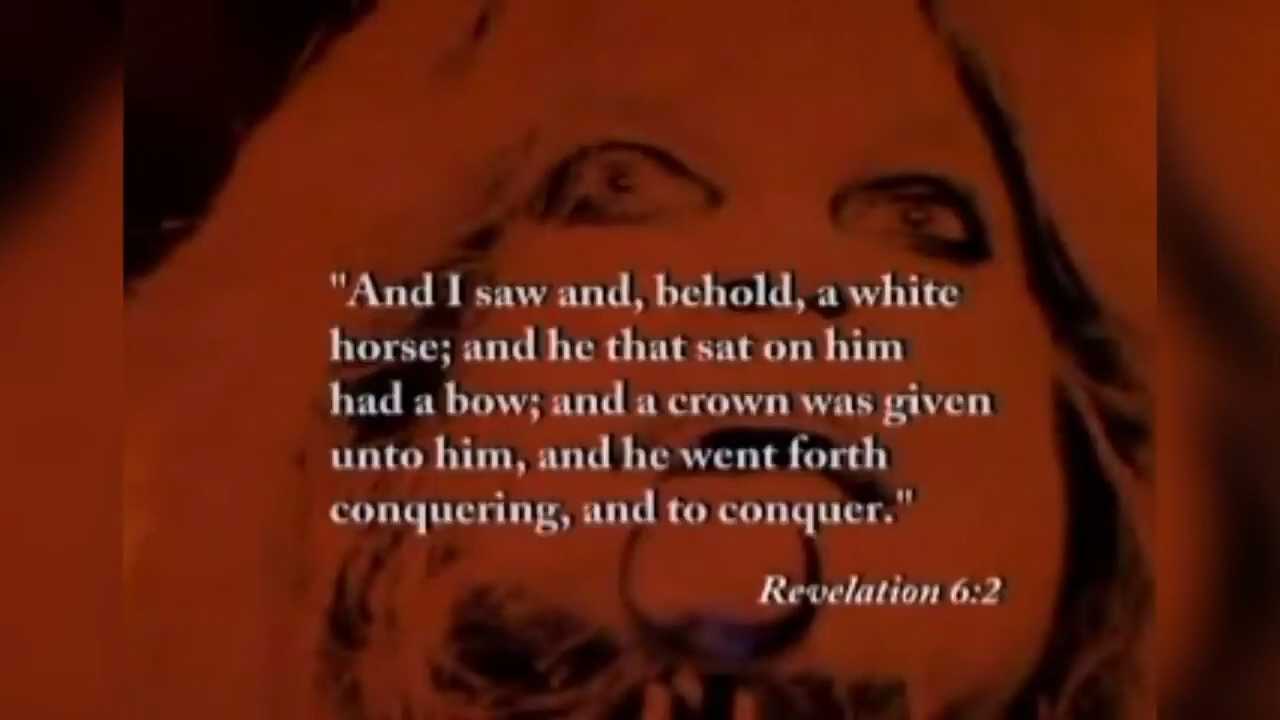 "And I saw and, behold, a white
horse; and he that sat on him
had a bow; and a crown was given
unto him, and he went forth
conquering, and to conquer."
Revelation 6:2